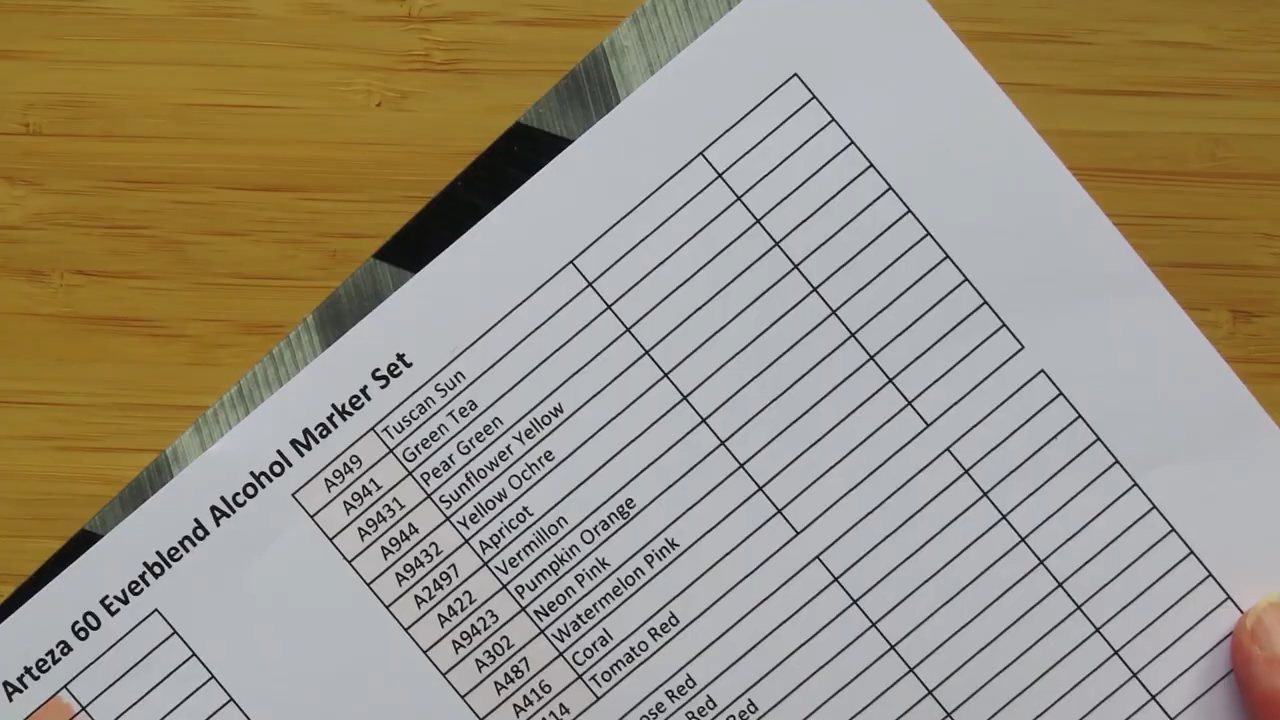 Arteza 60 Everblend Alcohol Marker Set
A949 Tuscan Sun
A941 Green Tea
A9431 Pear Green
A944 Sunflower Yellow
A9432 Yellow Ochre
A2497 Apricot
A422 Vermillon
A9423 Pumpkin Orange
A302 Neon Pink
A487 Watermelon Pink
A416 Coral
Tomato Red
Red
Red